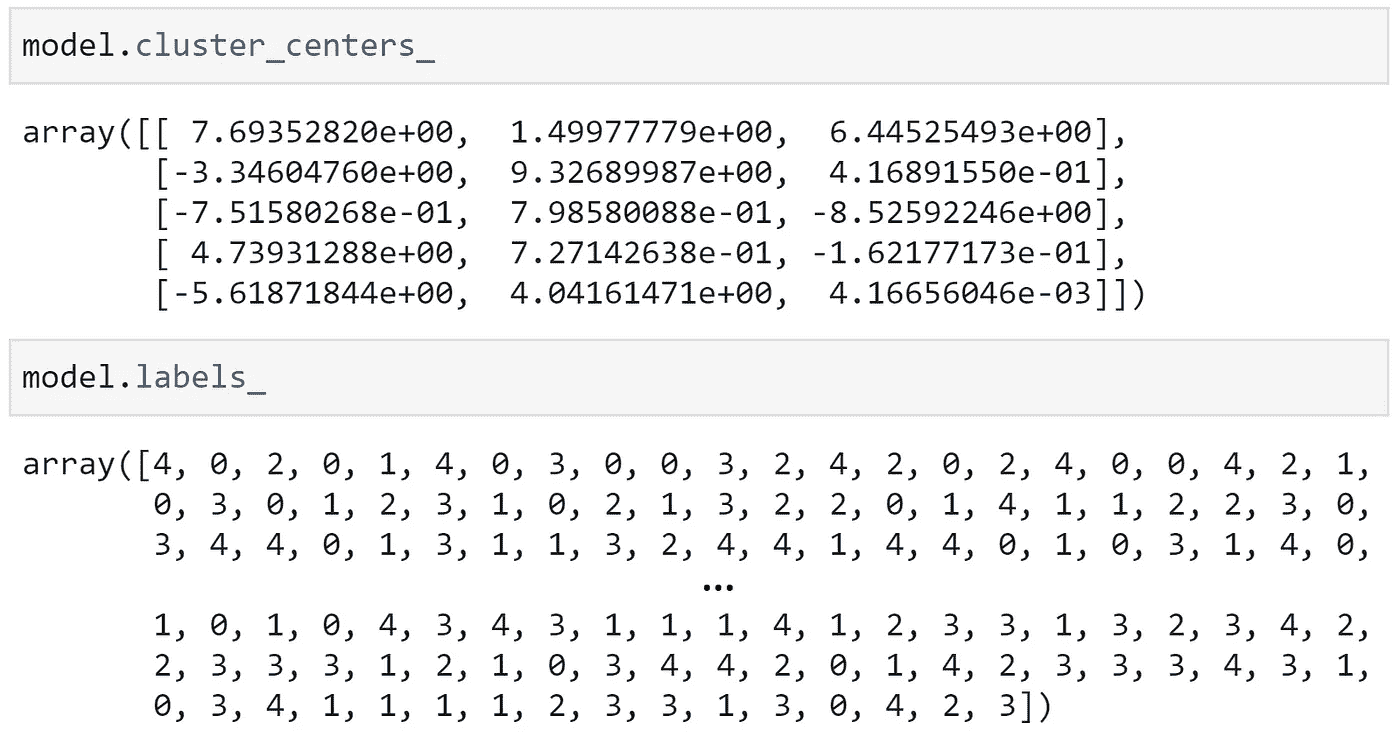 model.cluster_centers_
array([[ 7.69352820e+00,  1.49977779e+00,  6.44525493e+00],
       [-3.34604760e+00,  9.32689987e+00,  4.16891550e-01],
       [-7.51580268e-01,  7.98580088e-01, -8.52592246e+00],
       [ 4.73931288e+00,  7.27142638e-01, -1.62177173e-01],
       [-5.61871844e+00,  4.04161471e+00,  4.16656046e-03]])
model.labels_
array([4, 0, 2, 0, 1, 4, 0, 3, 0, 0, 3, 2, 4, 2, 0, 2, 4, 0, 0, 4, 2, 1,
       0, 3, 0, 1, 2, 3, 1, 0, 2, 1, 3, 2, 2, 0, 1, 4, 1, 1, 2, 2, 3, 0,
       3, 4, 4, 0, 1, 3, 1, 1, 3, 2, 4, 4, 1, 4, 4, 0, 1, 0, 3, 1, 4, 0,
...
       1, 0, 1, 0, 4, 3, 4, 3, 1, 1, 1, 4, 1, 2, 3, 3, 1, 3, 2, 3, 4, 2,
       2, 3, 3, 3, 1, 2, 1, 0, 3, 4, 4, 2, 0, 1, 4, 2, 3, 3, 3, 4, 3, 1,
       0, 3, 4, 1, 1, 1, 1, 2, 3, 3, 1, 3, 0, 4, 2, 3])